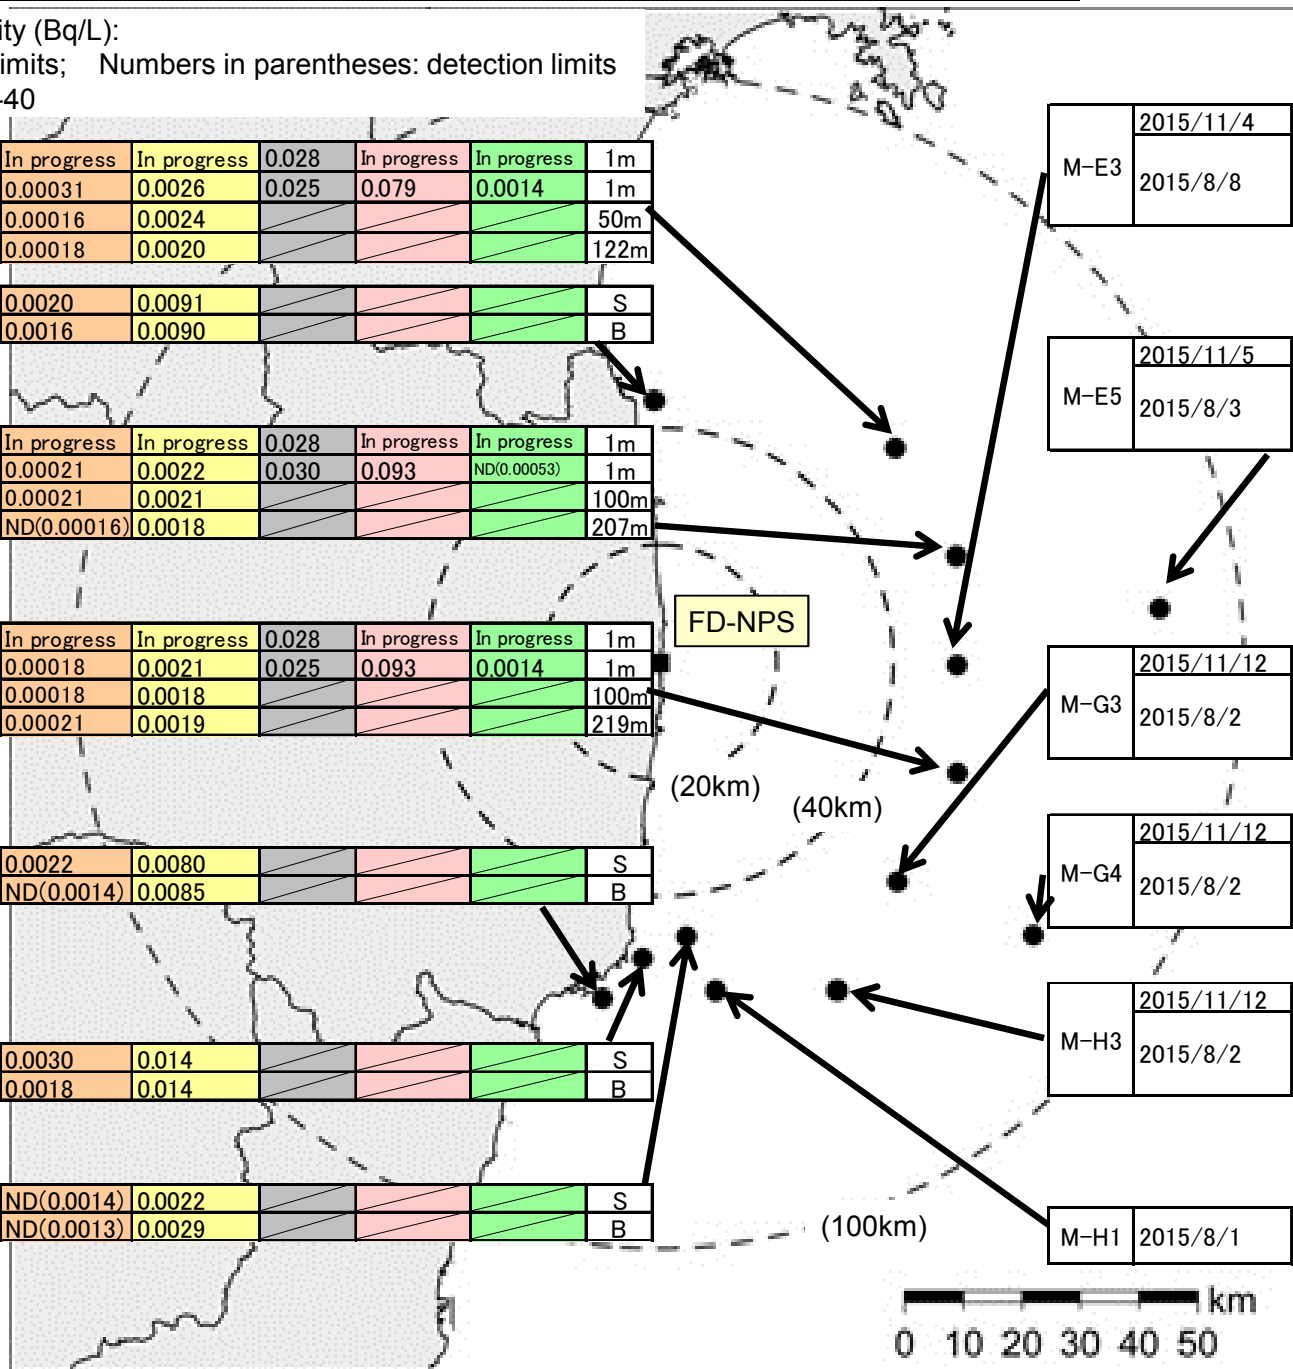 ity (Bq/L):
imits; Numbers in parentheses: detection limits
-40
In progress In progress 0.028 In progress In progress 1m
0.00031 0.0026 0.025 0.079 0.0014 1m
0.00016 0.0024 50m
0.00018 0.0020 122m
0.0020 0.0091 S
0.0016 0.0090 B
In progress In progress 0.028 In progress In progress 1m
0.00021 0.0022 0.030 0.093 ND(0.00053) 1m
0.00021 0.0021 100m
ND(0.00016) 0.0018 207m
In progress In progress 0.028 In progress In progress 1m
0.00018 0.0021 0.025 0.093 0.0014 1m
0.00018 0.0018 100m
0.00021 0.0019 219m
0.0022 0.0080 S
ND(0.0014) 0.0085 B
0.0030 0.014 S
0.0018 0.014 B
ND(0.0014) 0.0022 S
ND(0.0013) 0.0029 B
FD-NPS
(20km)
(40km)
(100km)
M-E3 2015/11/4
2015/8/8
M-E5 2015/11/5
2015/8/3
M-G3 2015/11/12
2015/8/2
M-G4 2015/11/12
2015/8/2
M-H3 2015/11/12
2015/8/2
M-H1 2015/8/1
km
0 10 20 30 40 50